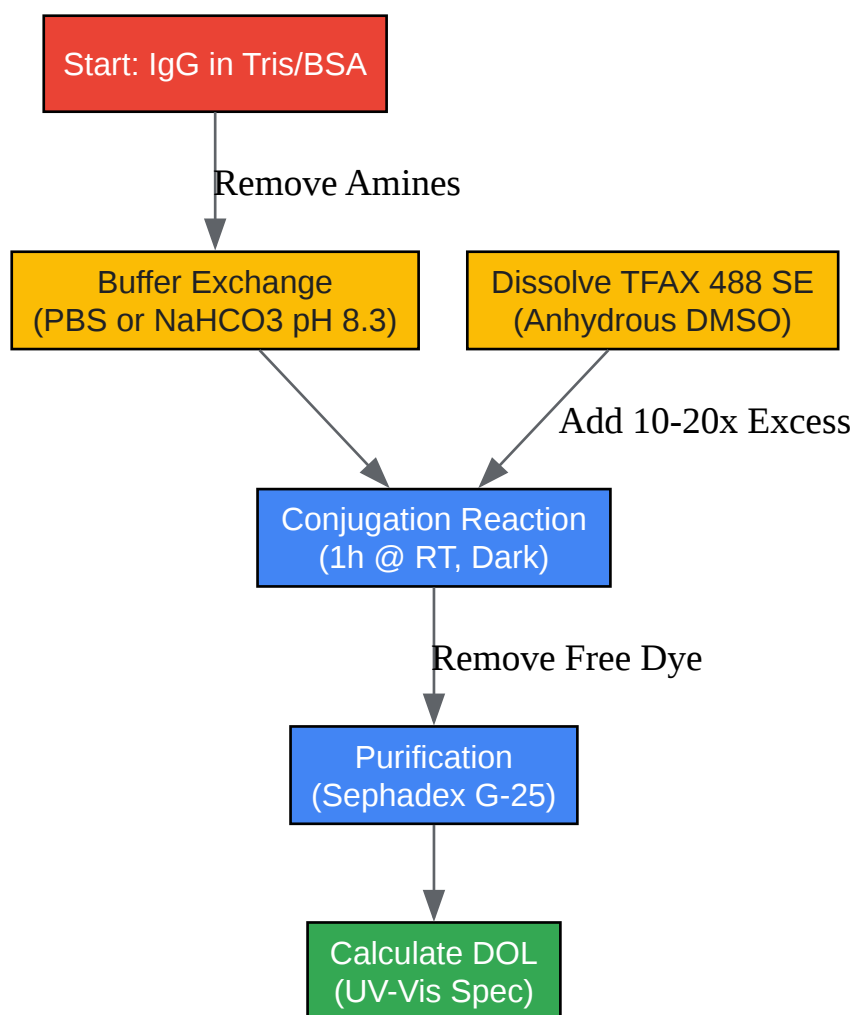 Start: IgG in Tris/BSA
Remove Amines
Buffer Exchange
(PBS or NaHCO3 pH 8.3)
Dissolve TFAX 488 SE
(Anhydrous DMSO)
Add 10-20x Excess
Conjugation Reaction
(1h @ RT, Dark)
Remove Free Dye
Purification
(Sephadex G-25)
Calculate DOL
(UV-Vis Spec)